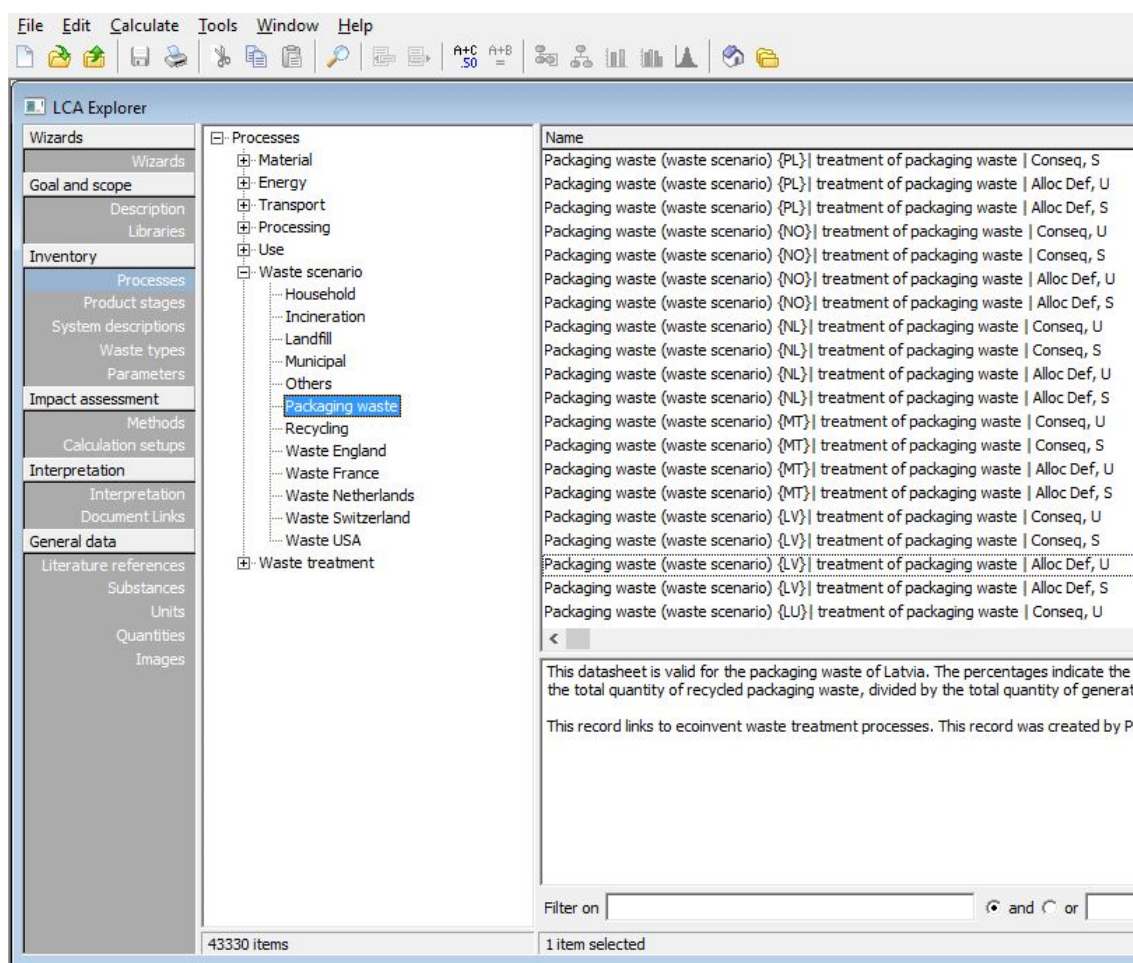 File Edit Calculate Tools Window Help
A+C .50 A+B =
LCA Explorer
Wizards
Wizards
Goal and scope
Description
Libraries
Inventory
Processes
Product stages
System descriptions
Waste types
Parameters
Impact assessment
Methods
Calculation setups
Interpretation
Interpretation
Document Links
General data
Literature references
Substances
Units
Quantities
Images
Processes
Material
Energy
Transport
Processing
Use
Waste scenario
Household
Incineration
Landfill
Municipal
Others
Packaging waste
Recycling
Waste England
Waste France
Waste Netherlands
Waste Switzerland
Waste USA
Waste treatment
43330 items
Name
Packaging waste (waste scenario) {PL}| treatment of packaging waste | Conseq, S
Packaging waste (waste scenario) {PL}| treatment of packaging waste | Alloc Def, U
Packaging waste (waste scenario) {PL}| treatment of packaging waste | Alloc Def, S
Packaging waste (waste scenario) {NO}| treatment of packaging waste | Conseq, U
Packaging waste (waste scenario) {NO}| treatment of packaging waste | Conseq, S
Packaging waste (waste scenario) {NO}| treatment of packaging waste | Alloc Def, U
Packaging waste (waste scenario) {NO}| treatment of packaging waste | Alloc Def, S
Packaging waste (waste scenario) {NL}| treatment of packaging waste | Conseq, U
Packaging waste (waste scenario) {NL}| treatment of packaging waste | Conseq, S
Packaging waste (waste scenario) {NL}| treatment of packaging waste | Alloc Def, U
Packaging waste (waste scenario) {NL}| treatment of packaging waste | Alloc Def, S
Packaging waste (waste scenario) {MT}| treatment of packaging waste | Conseq, U
Packaging waste (waste scenario) {MT}| treatment of packaging waste | Conseq, S
Packaging waste (waste scenario) {MT}| treatment of packaging waste | Alloc Def, U
Packaging waste (waste scenario) {MT}| treatment of packaging waste | Alloc Def, S
Packaging waste (waste scenario) {LV}| treatment of packaging waste | Conseq, U
Packaging waste (waste scenario) {LV}| treatment of packaging waste | Conseq, S
Packaging waste (waste scenario) {LV}| treatment of packaging waste | Alloc Def, U
Packaging waste (waste scenario) {LV}| treatment of packaging waste | Alloc Def, S
Packaging waste (waste scenario) {LU}| treatment of packaging waste | Conseq, U
This datasheet is valid for the packaging waste of Latvia. The percentages indicate the
the total quantity of recycled packaging waste, divided by the total quantity of generat
This record links to ecoinvent waste treatment processes. This record was created by P
Filter on and or
1 item selected